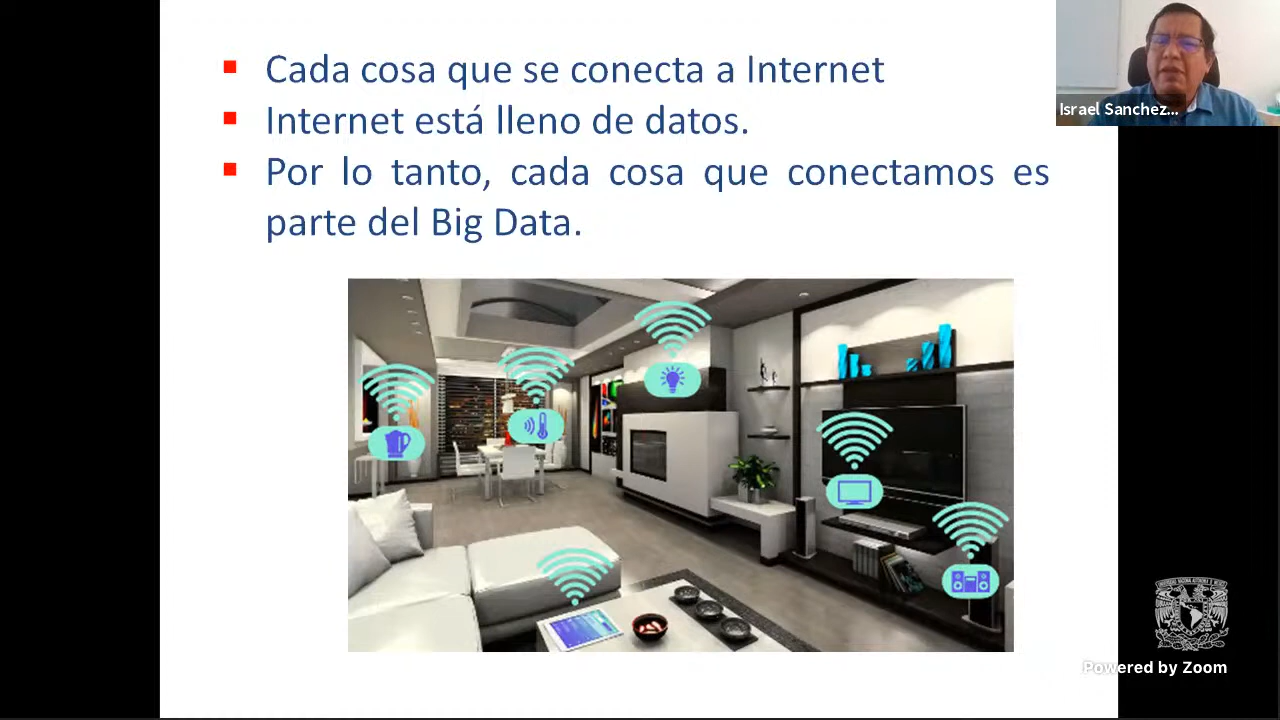 Cada cosa que se conecta a Internet
Internet está lleno de datos.
Por lo tanto, cada cosa que conectamos es
parte del Big Data.
Israel Sanchez...
Powered by Zoom